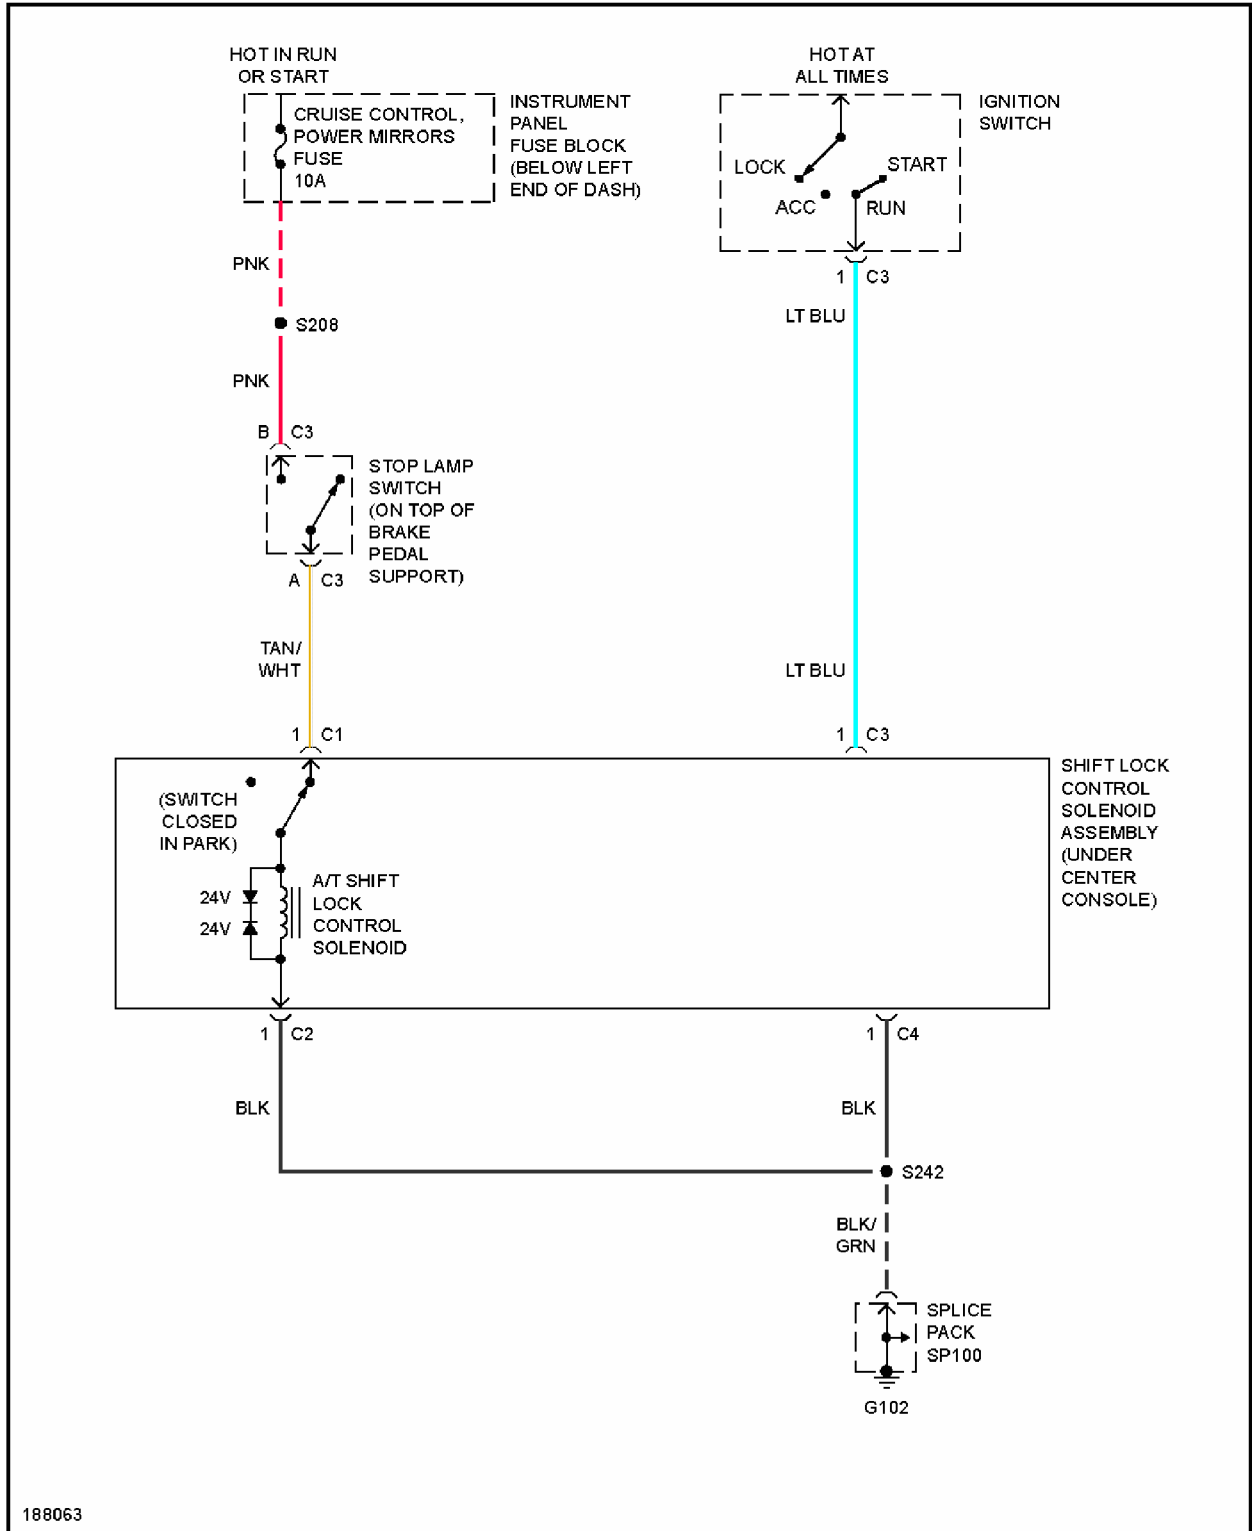 HOT IN RUN
OR START
CRUISE CONTROL,
POWER MIRRORS
FUSE
10A
INSTRUMENT
PANEL
FUSE BLOCK
(BELOW LEFT
END OF DASH)
HOT AT
ALL TIMES
IGNITION
SWITCH
LOCK
START
ACC
RUN
1 C3
LT BLU
PNK
S208
PNK
B C3
STOP LAMP
SWITCH
(ON TOP OF
BRAKE
PEDAL
SUPPORT)
A C3
TAN/
WHT
LT BLU
1 C1
1 C3
(SWITCH
CLOSED
IN PARK)
24V
24V
A/T SHIFT
LOCK
CONTROL
SOLENOID
SHIFT LOCK
CONTROL
SOLENOID
ASSEMBLY
(UNDER
CENTER
CONSOLE)
1 C2
1 C4
BLK
BLK
S242
BLK/
GRN
SPLICE
PACK
SP100
G102
188063